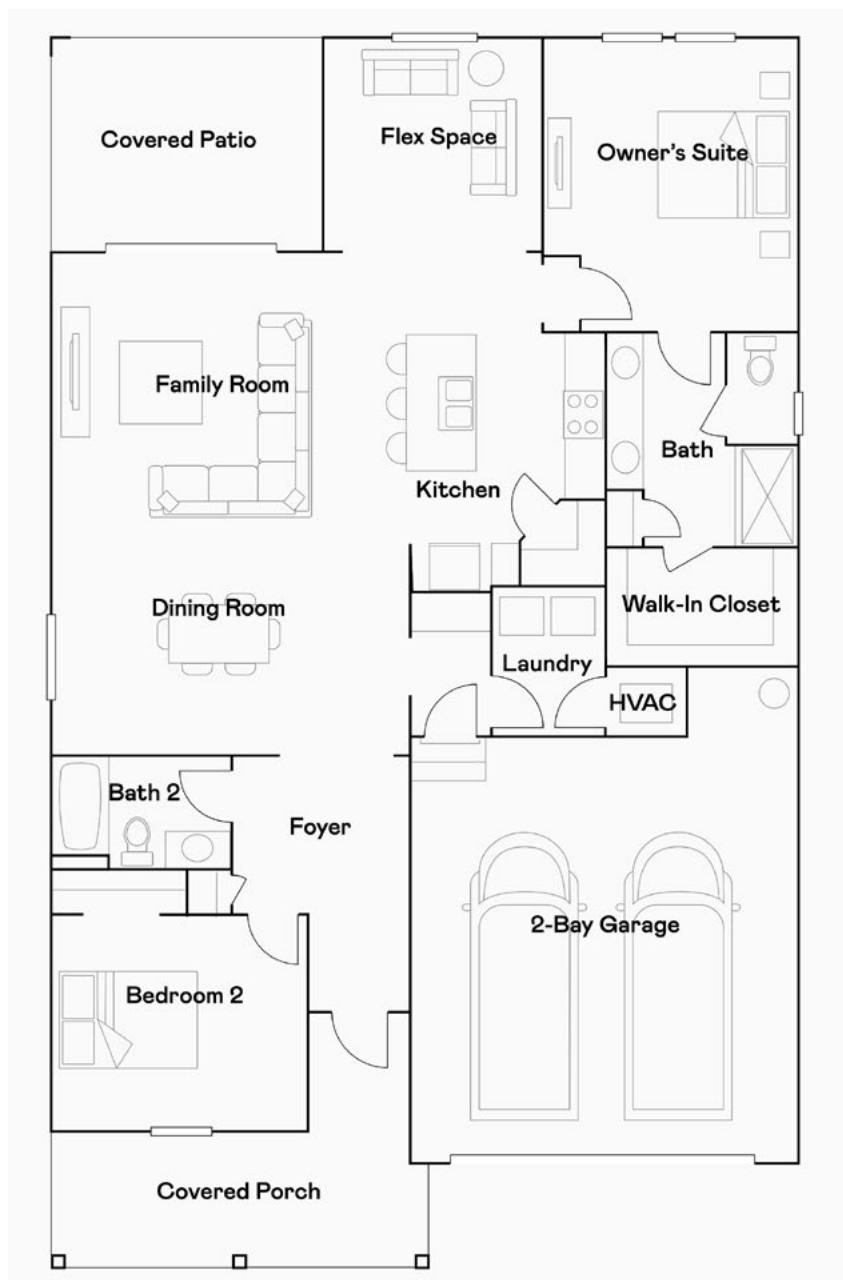 Covered Patio
Flex Space
Owner's Suite
Family Room
Kitchen
Bath
Dining Room
Walk-In Closet
Laundry
HVAC
Bath 2
Foyer
2-Bay Garage
Bedroom 2
Covered Porch